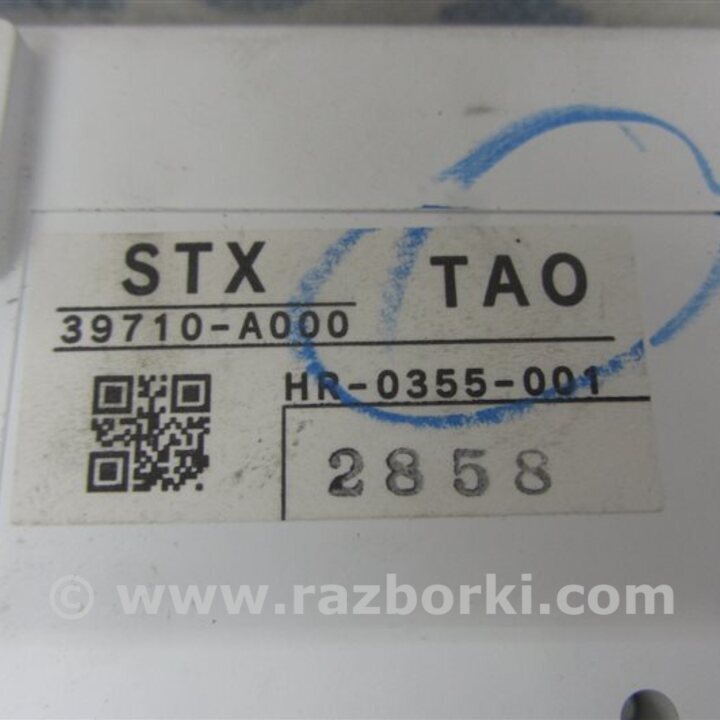 STX TAO
39710-A000
HR-0355-001
2858
© www.razborki.com